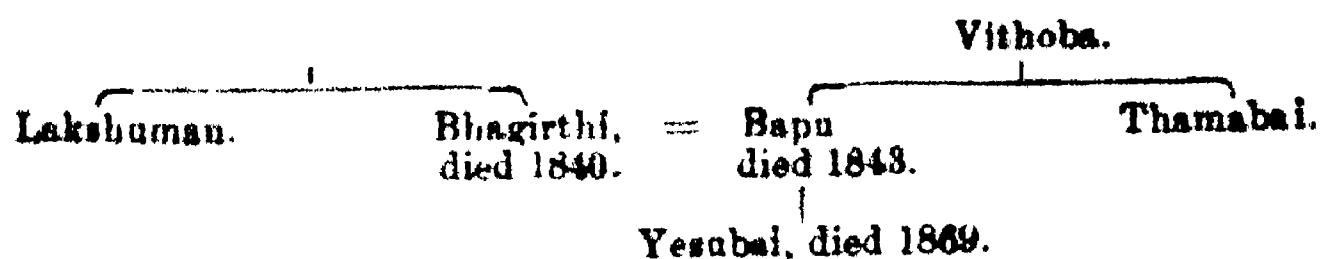 Vithoba.
Lakshuman. Bhagirthi, = Bapu Thamabai.
died 1840. died 1843.
Yesubai, died 1869.